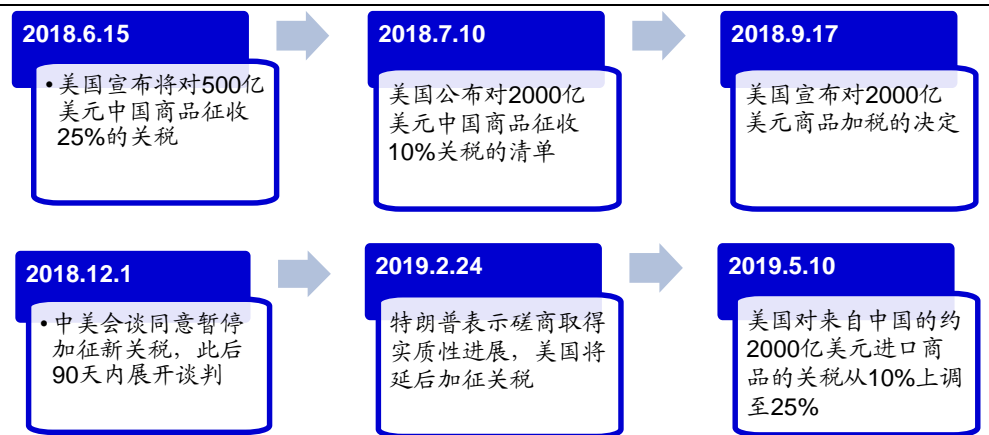 2018.6.15
•美国宣布将对500亿
美元中国商品征收
25%的关税
2018.7.10
美国公布对2000亿
美元中国商品征收
10%关税的清单
2018.9.17
美国宣布对2000亿
美元商品加税的决定
2018.12.1
•中美会谈同意暂停
加征新关税，此后
90天内展开谈判
2019.2.24
特朗普表示磋商取得
实质性进展，美国将
延后加征关税
2019.5.10
美国对来自中国的约
2000亿美元进口商
品的关税从10%上调
至25%